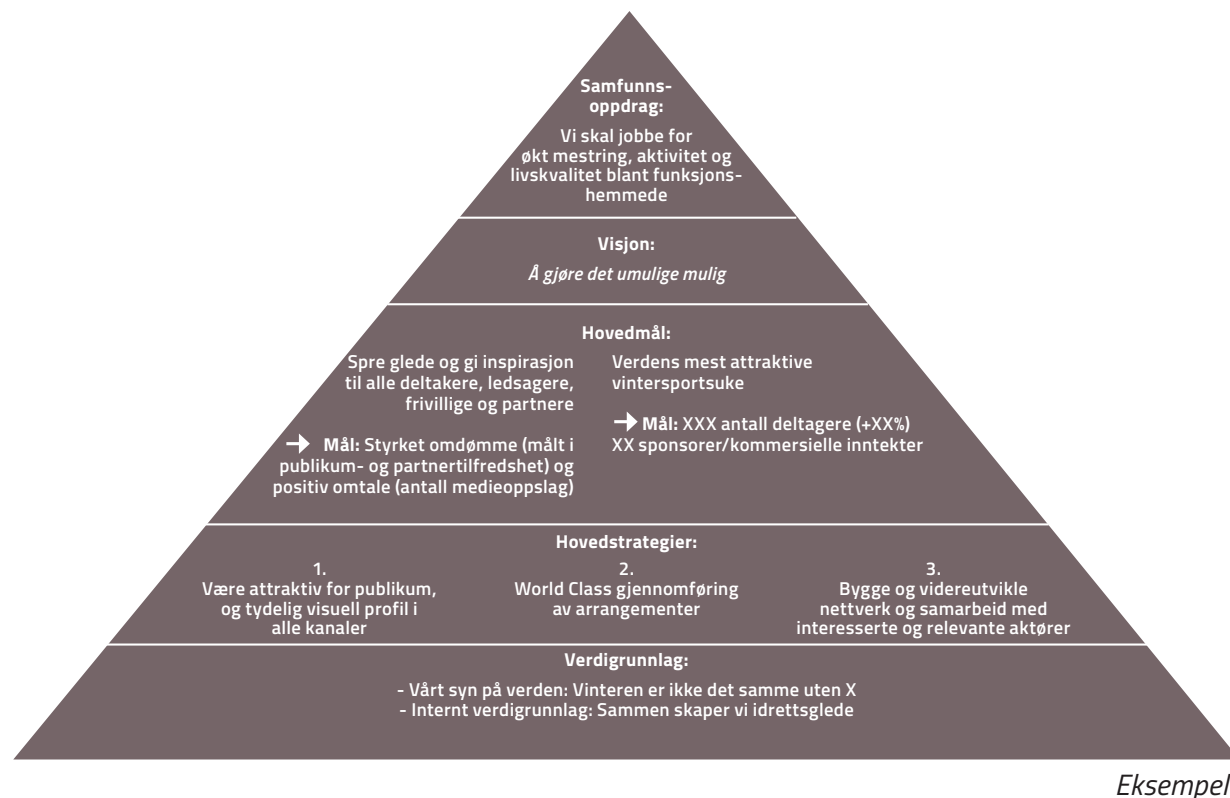 Samfunns-
oppdrag:
Vi skal jobbe for
økt mestring, aktivitet og
livskvalitet blant funksjons-
hemmede
Visjon:
Å gjøre det umulige mulig
Hovedmål:
Spre glede og gi inspirasjon
til alle deltakere, ledsagere,
frivillige og partnere
→ Mål: Styrket omdømme (målt i
publikum- og partnertilfredshet) og
positiv omtale (antall medieoppslag)
Verdens mest attraktive
vintersportsuke
→ Mål: XXX antall deltagere (+XX%)
XX sponsorer/kommersielle inntekter
Hovedstrategier:
1.
Være attraktiv for publikum,
og tydelig visuell profil i
alle kanaler
2.
World Class gjennomføring
av arrangementer
3.
Bygge og videreutvikle
nettverk og samarbeid med
interesserte og relevante aktører
Verdigrunnlag:
- Vårt syn på verden: Vinteren er ikke det samme uten X
- Internt verdigrunnlag: Sammen skaper vi idrettsglede
Eksempel